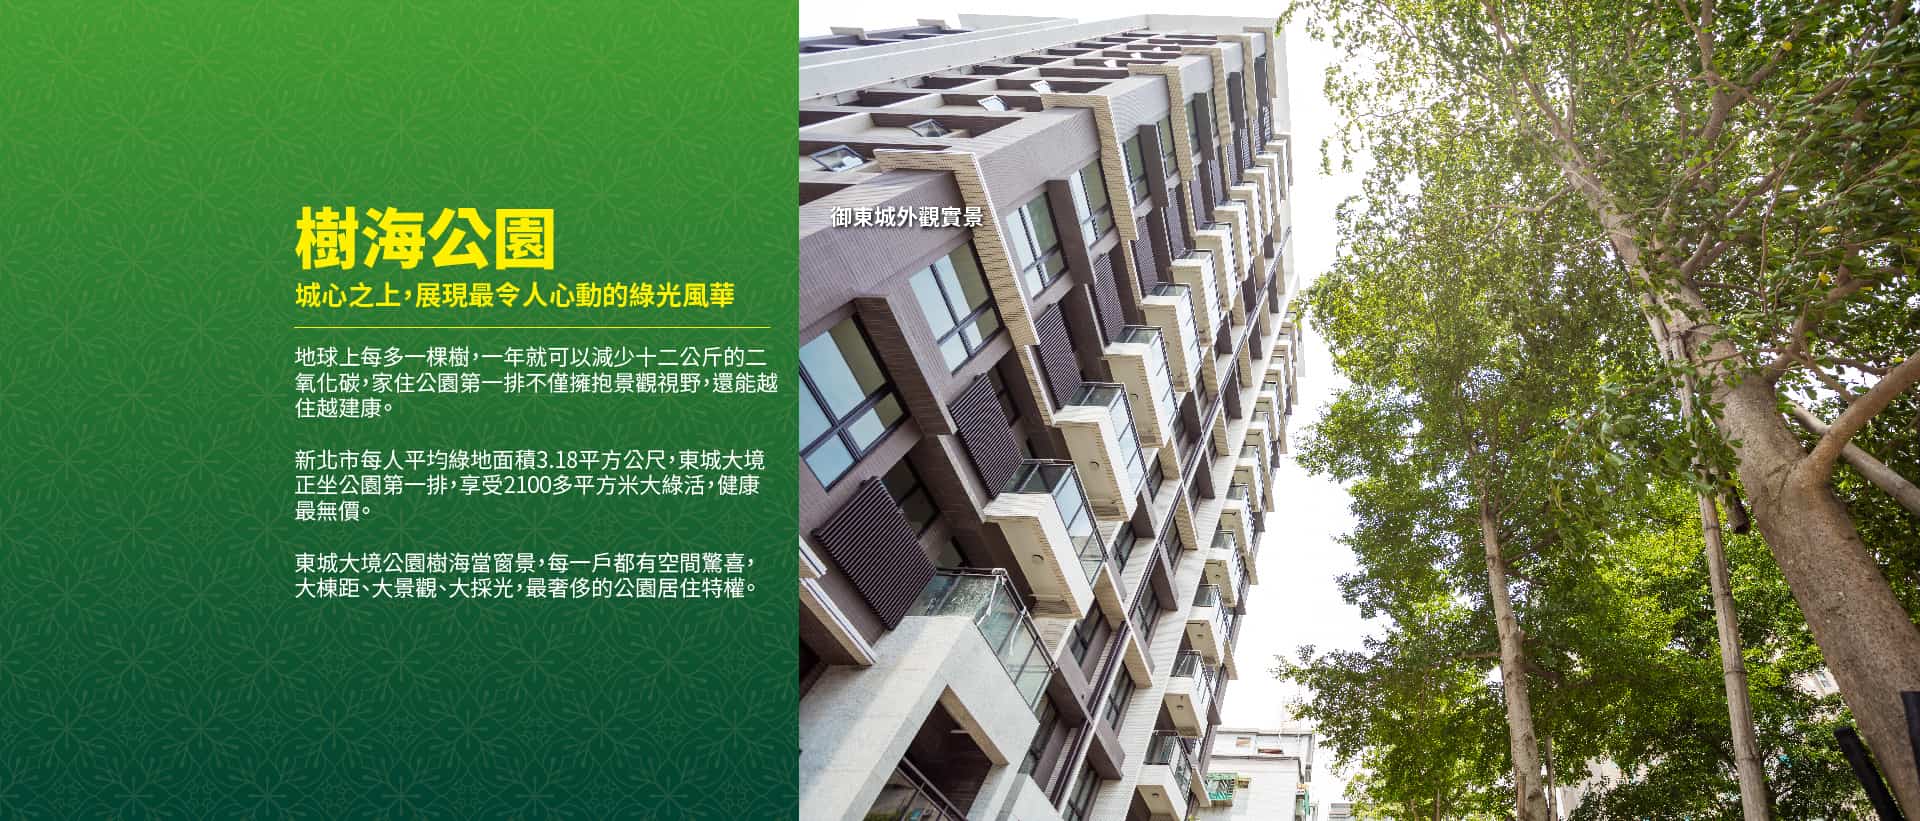 樹海公園
城心之上，展現最令人心動的綠光風華
地球上每多一棵樹，一年就可以減少十二公斤的二
氧化碳，家住公園第一排不僅擁抱景觀視野，還能越
住越建康。
新北市每人平均綠地面積3.18平方公尺，東城大境
正坐公園第一排，享受2100多平方米大綠活，健康
最無價。
東城大境公園樹海當窗景，每一戶都有空間驚喜，
大棟距、大景觀、大採光，最奢侈的公園居住特權。
御東城外觀實景